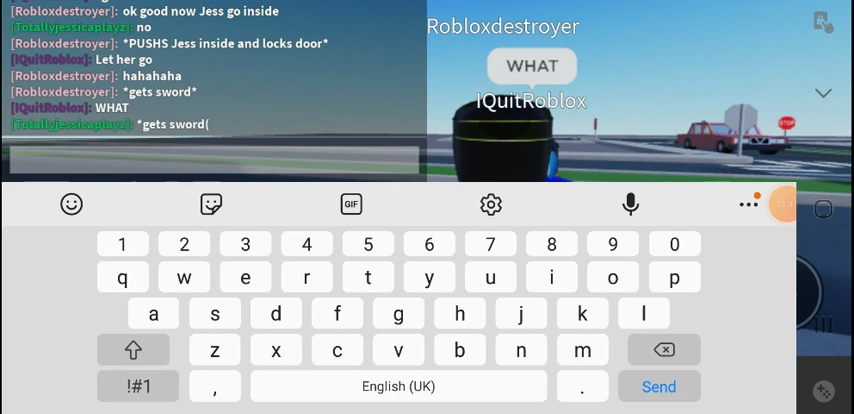 [Robloxdestroyer]: ok good now Jess go inside
[Totallyjessicaplayz]: no
[Robloxdestroyer]: *PUSHS Jess inside and locks door*
[IQuitRoblox]: Let her go
[Robloxdestroyer]: hahahaha
[Robloxdestroyer]: *gets sword*
[IQuitRoblox]: WHAT
[Totallyjessicaplayz]: *gets sword(
Robloxdestroyer
WHAT
IQuitRoblox
STOP
GIF
1 2 3 4 5 6 7 8 9 0
q w e r t y u i o p
a s d f g h j k l
z x c v b n m
!#1 , English (UK) . Send